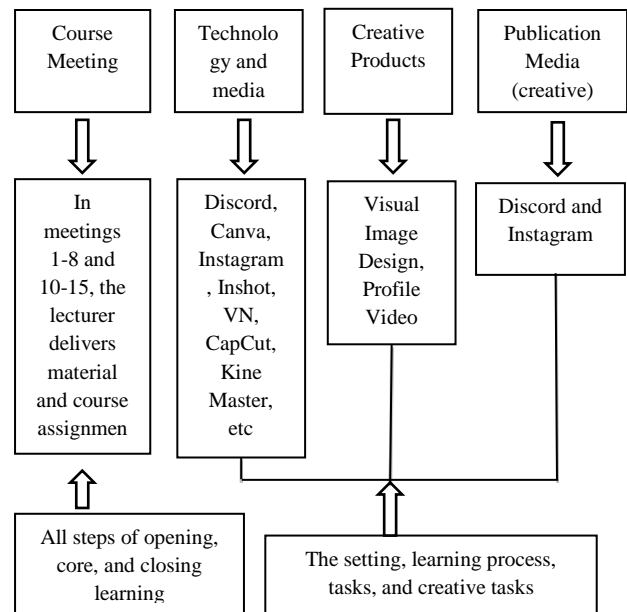 Course
Meeting
Technolo
gy and
media
Creative
Products
Publication
Media
(creative)
In
meetings
1-8 and
10-15, the
lecturer
delivers
material
and course
assignmen
Discord,
Canva,
Instagram
, Inshot,
VN,
CapCut,
Kine
Master,
etc
Visual
Image
Design,
Profile
Video
Discord and
Instagram
All steps of opening,
core, and closing
learning
The setting, learning process,
tasks, and creative tasks